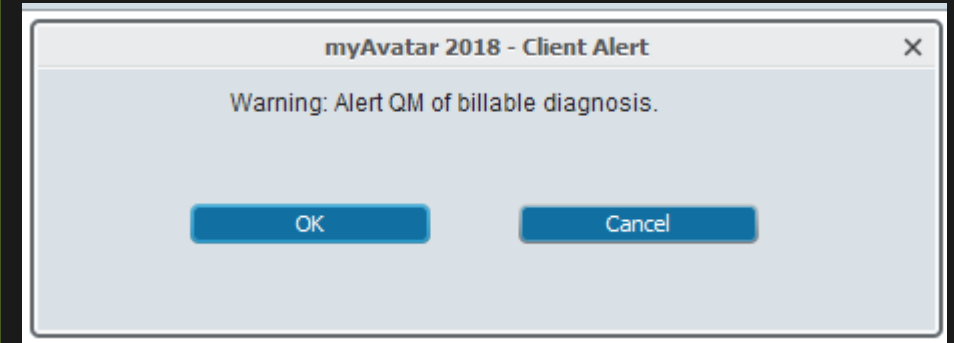 myAvatar 2018 - Client Alert
Warning: Alert QM of billable diagnosis.
OK Cancel